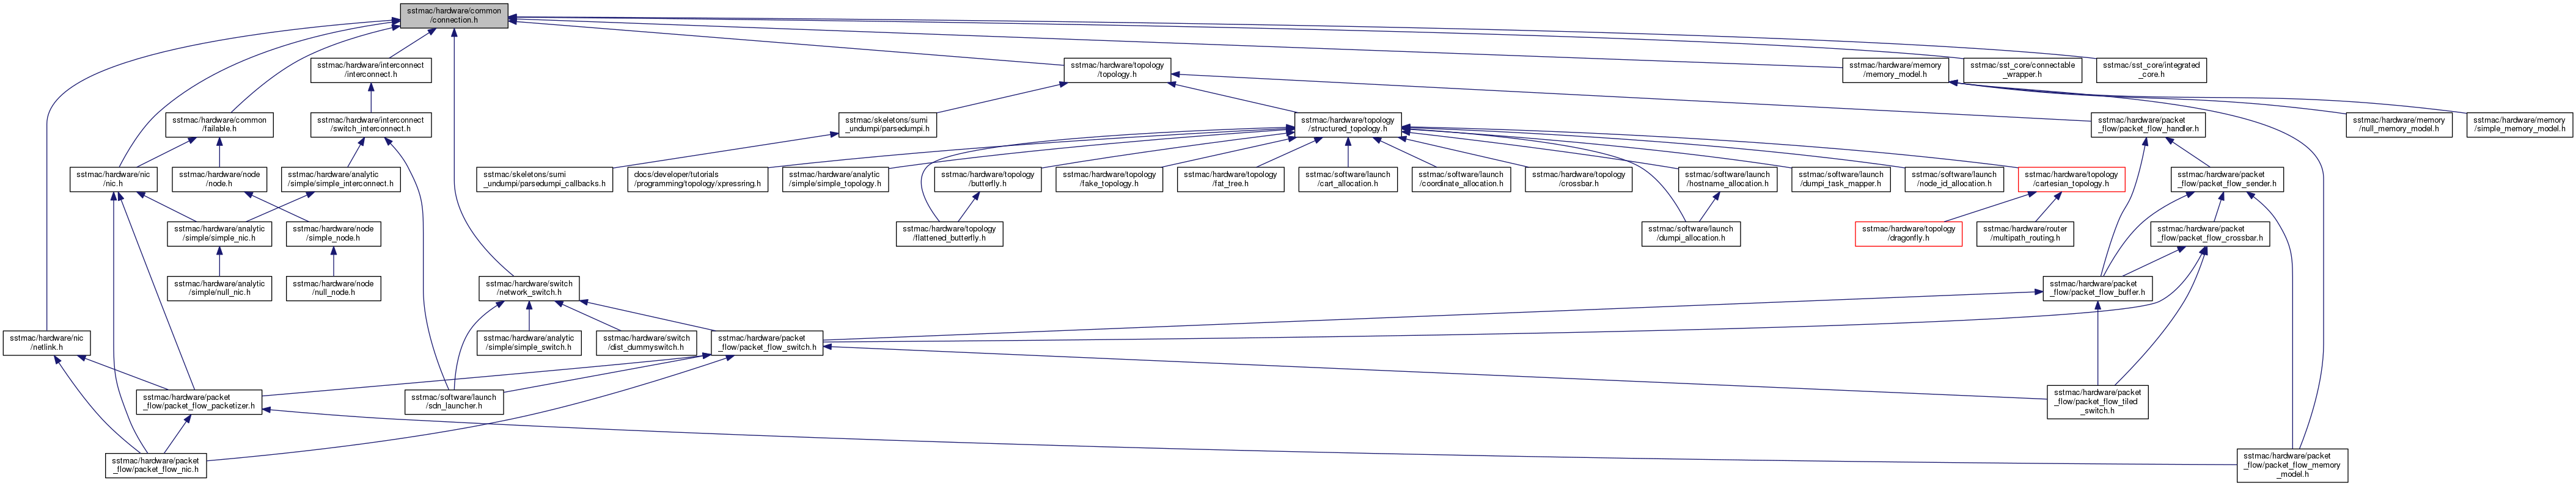 sstmac/hardware/common
/connection.h
sstmac/hardware/interconnect
/interconnect.h
sstmac/hardware/topology
/topology.h
sstmac/hardware/memory
/memory_model.h
sstmac/sst_core/connectable
_wrapper.h
sstmac/sst_core/integrated
_core.h
sstmac/hardware/common
/failable.h
sstmac/hardware/interconnect
/switch_interconnect.h
sstmac/skeletons/sumi
_undumpi/parsedumpi.h
sstmac/hardware/topology
/structured_topology.h
sstmac/hardware/packet
_flow/packet_flow_handler.h
sstmac/hardware/memory
/null_memory_model.h
sstmac/hardware/memory
/simple_memory_model.h
sstmac/hardware/nic
/nic.h
sstmac/hardware/node
/node.h
sstmac/hardware/analytic
/simple/simple_interconnect.h
sstmac/skeletons/sumi
_undumpi/parsedumpi_callbacks.h
docs/developer/tutorials
/programming/topology/xpressring.h
sstmac/hardware/analytic
/simple/simple_topology.h
sstmac/hardware/topology
/butterfly.h
sstmac/hardware/topology
/fake_topology.h
sstmac/hardware/topology
/fat_tree.h
sstmac/software/launch
/cart_allocation.h
sstmac/software/launch
/coordinate_allocation.h
sstmac/hardware/topology
/crossbar.h
sstmac/software/launch
/hostname_allocation.h
sstmac/software/launch
/dumpi_task_mapper.h
sstmac/software/launch
/node_id_allocation.h
sstmac/hardware/topology
/cartesian_topology.h
sstmac/hardware/packet
_flow/packet_flow_sender.h
sstmac/hardware/analytic
/simple/simple_nic.h
sstmac/hardware/node
/simple_node.h
sstmac/hardware/topology
/flattened_butterfly.h
sstmac/software/launch
/dumpi_allocation.h
sstmac/hardware/topology
/dragonfly.h
sstmac/hardware/router
/multipath_routing.h
sstmac/hardware/packet
_flow/packet_flow_crossbar.h
sstmac/hardware/analytic
/simple/null_nic.h
sstmac/hardware/node
/null_node.h
sstmac/hardware/switch
/network_switch.h
sstmac/hardware/packet
_flow/packet_flow_buffer.h
sstmac/hardware/nic
/netlink.h
sstmac/hardware/analytic
/simple/simple_switch.h
sstmac/hardware/switch
/dist_dummyswitch.h
sstmac/hardware/packet
_flow/packet_flow_switch.h
sstmac/hardware/packet
_flow/packet_flow_packetizer.h
sstmac/software/launch
/sdn_launcher.h
sstmac/hardware/packet
_flow/packet_flow_tiled
_switch.h
sstmac/hardware/packet
_flow/packet_flow_nic.h
sstmac/hardware/packet
_flow/packet_flow_memory
_model.h